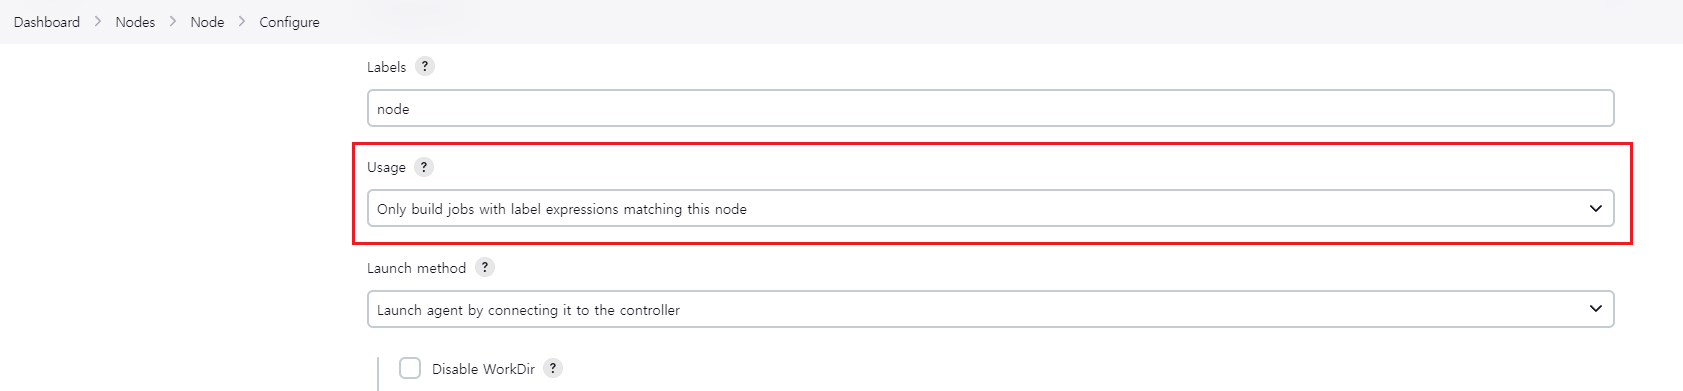 Dashboard > Nodes > Node > Configure
Labels ?
node
Usage ?
Only build jobs with label expressions matching this node
Launch method ?
Launch agent by connecting it to the controller
Disable WorkDir ?